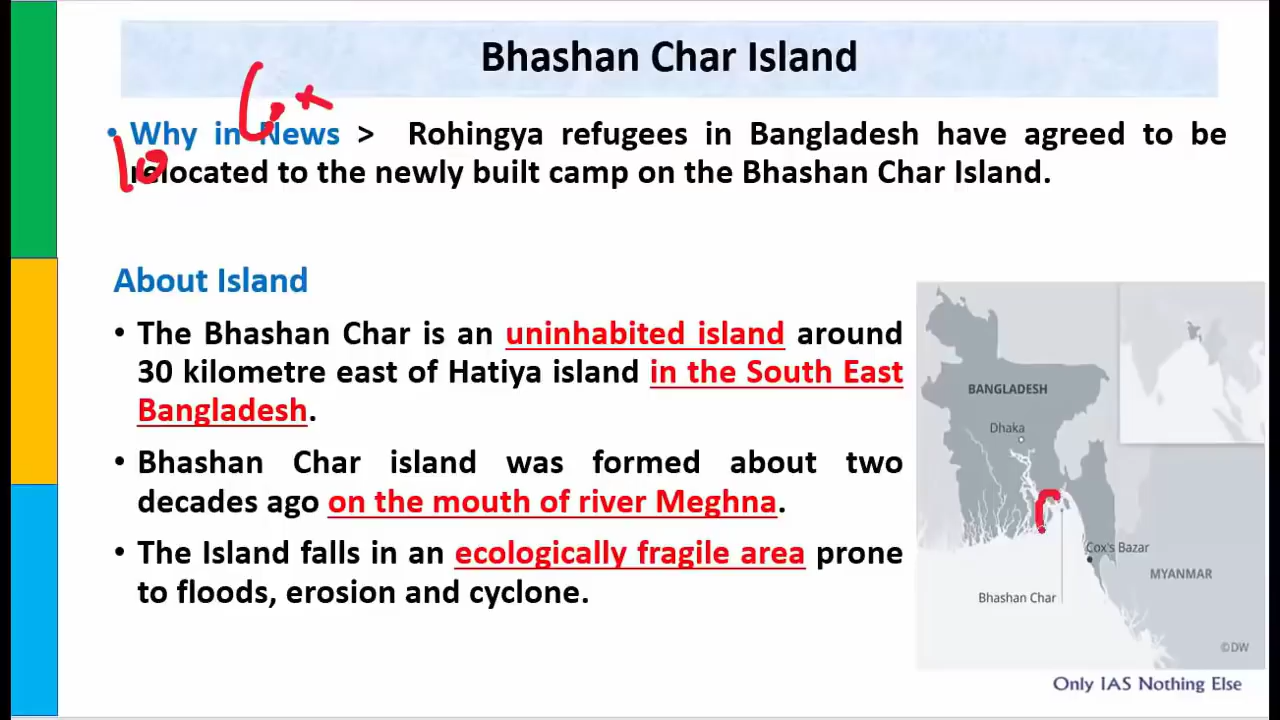 Bhashan Char Island
• Why in News > Rohingya refugees in Bangladesh have agreed to be
relocated to the newly built camp on the Bhashan Char Island.
10
About Island
• The Bhashan Char is an uninhabited island around
30 kilometre east of Hatiya island in the South East
Bangladesh.
• Bhashan Char island was formed about two
decades ago on the mouth of river Meghna.
• The Island falls in an ecologically fragile area prone
to floods, erosion and cyclone.
BANGLADESH
Dhaka
Cox's Bazar
MYANMAR
Bhashan Char
©DW
Only IAS Nothing Else